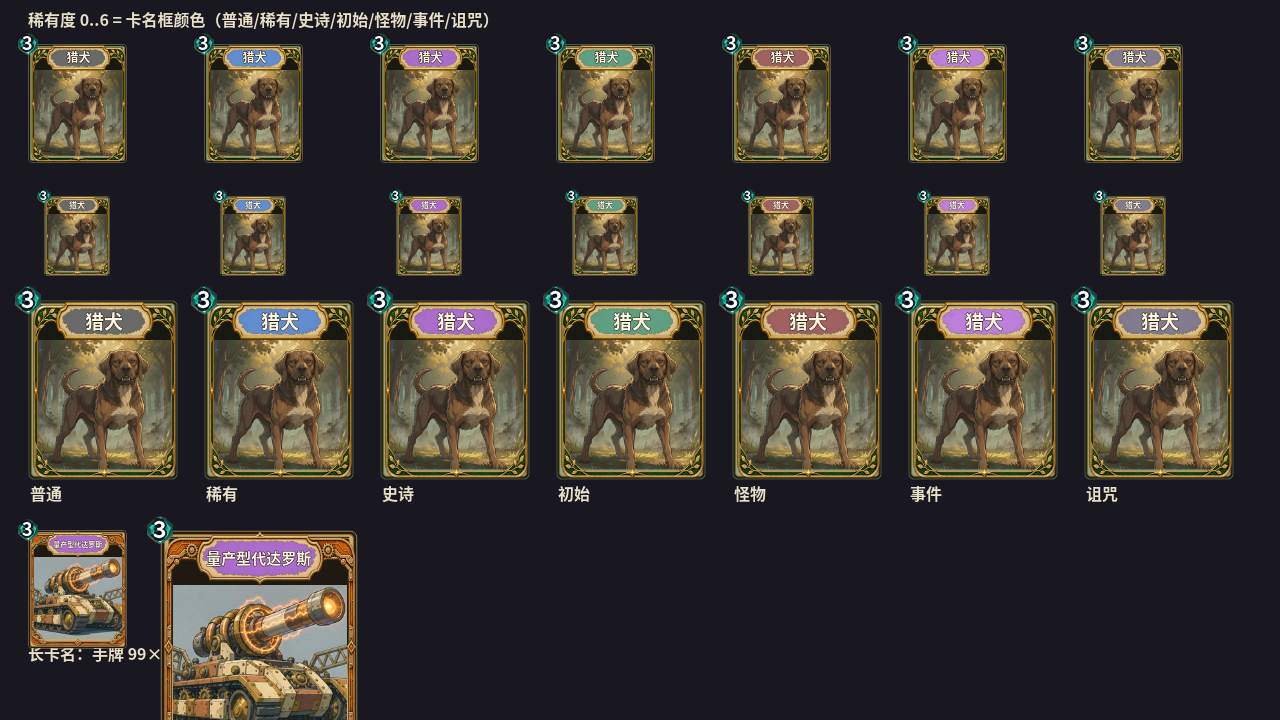 稀有度 0..6 = 卡名框颜色（普通/稀有/史诗/初始/怪物/事件/诅咒）
3 3 3 3 3 3 3
猎犬 猎犬 猎犬 猎犬 猎犬 猎犬 猎犬
3 3 3 3 3 3 3
猎犬 猎犬 猎犬 猎犬 猎犬 猎犬 猎犬
3 3 3 3 3 3 3
猎犬 猎犬 猎犬 猎犬 猎犬 猎犬 猎犬
普通 稀有 史诗 初始 怪物 事件 诅咒
3 3
量产型代达罗斯 量产型代达罗斯
长卡名：手牌 99×